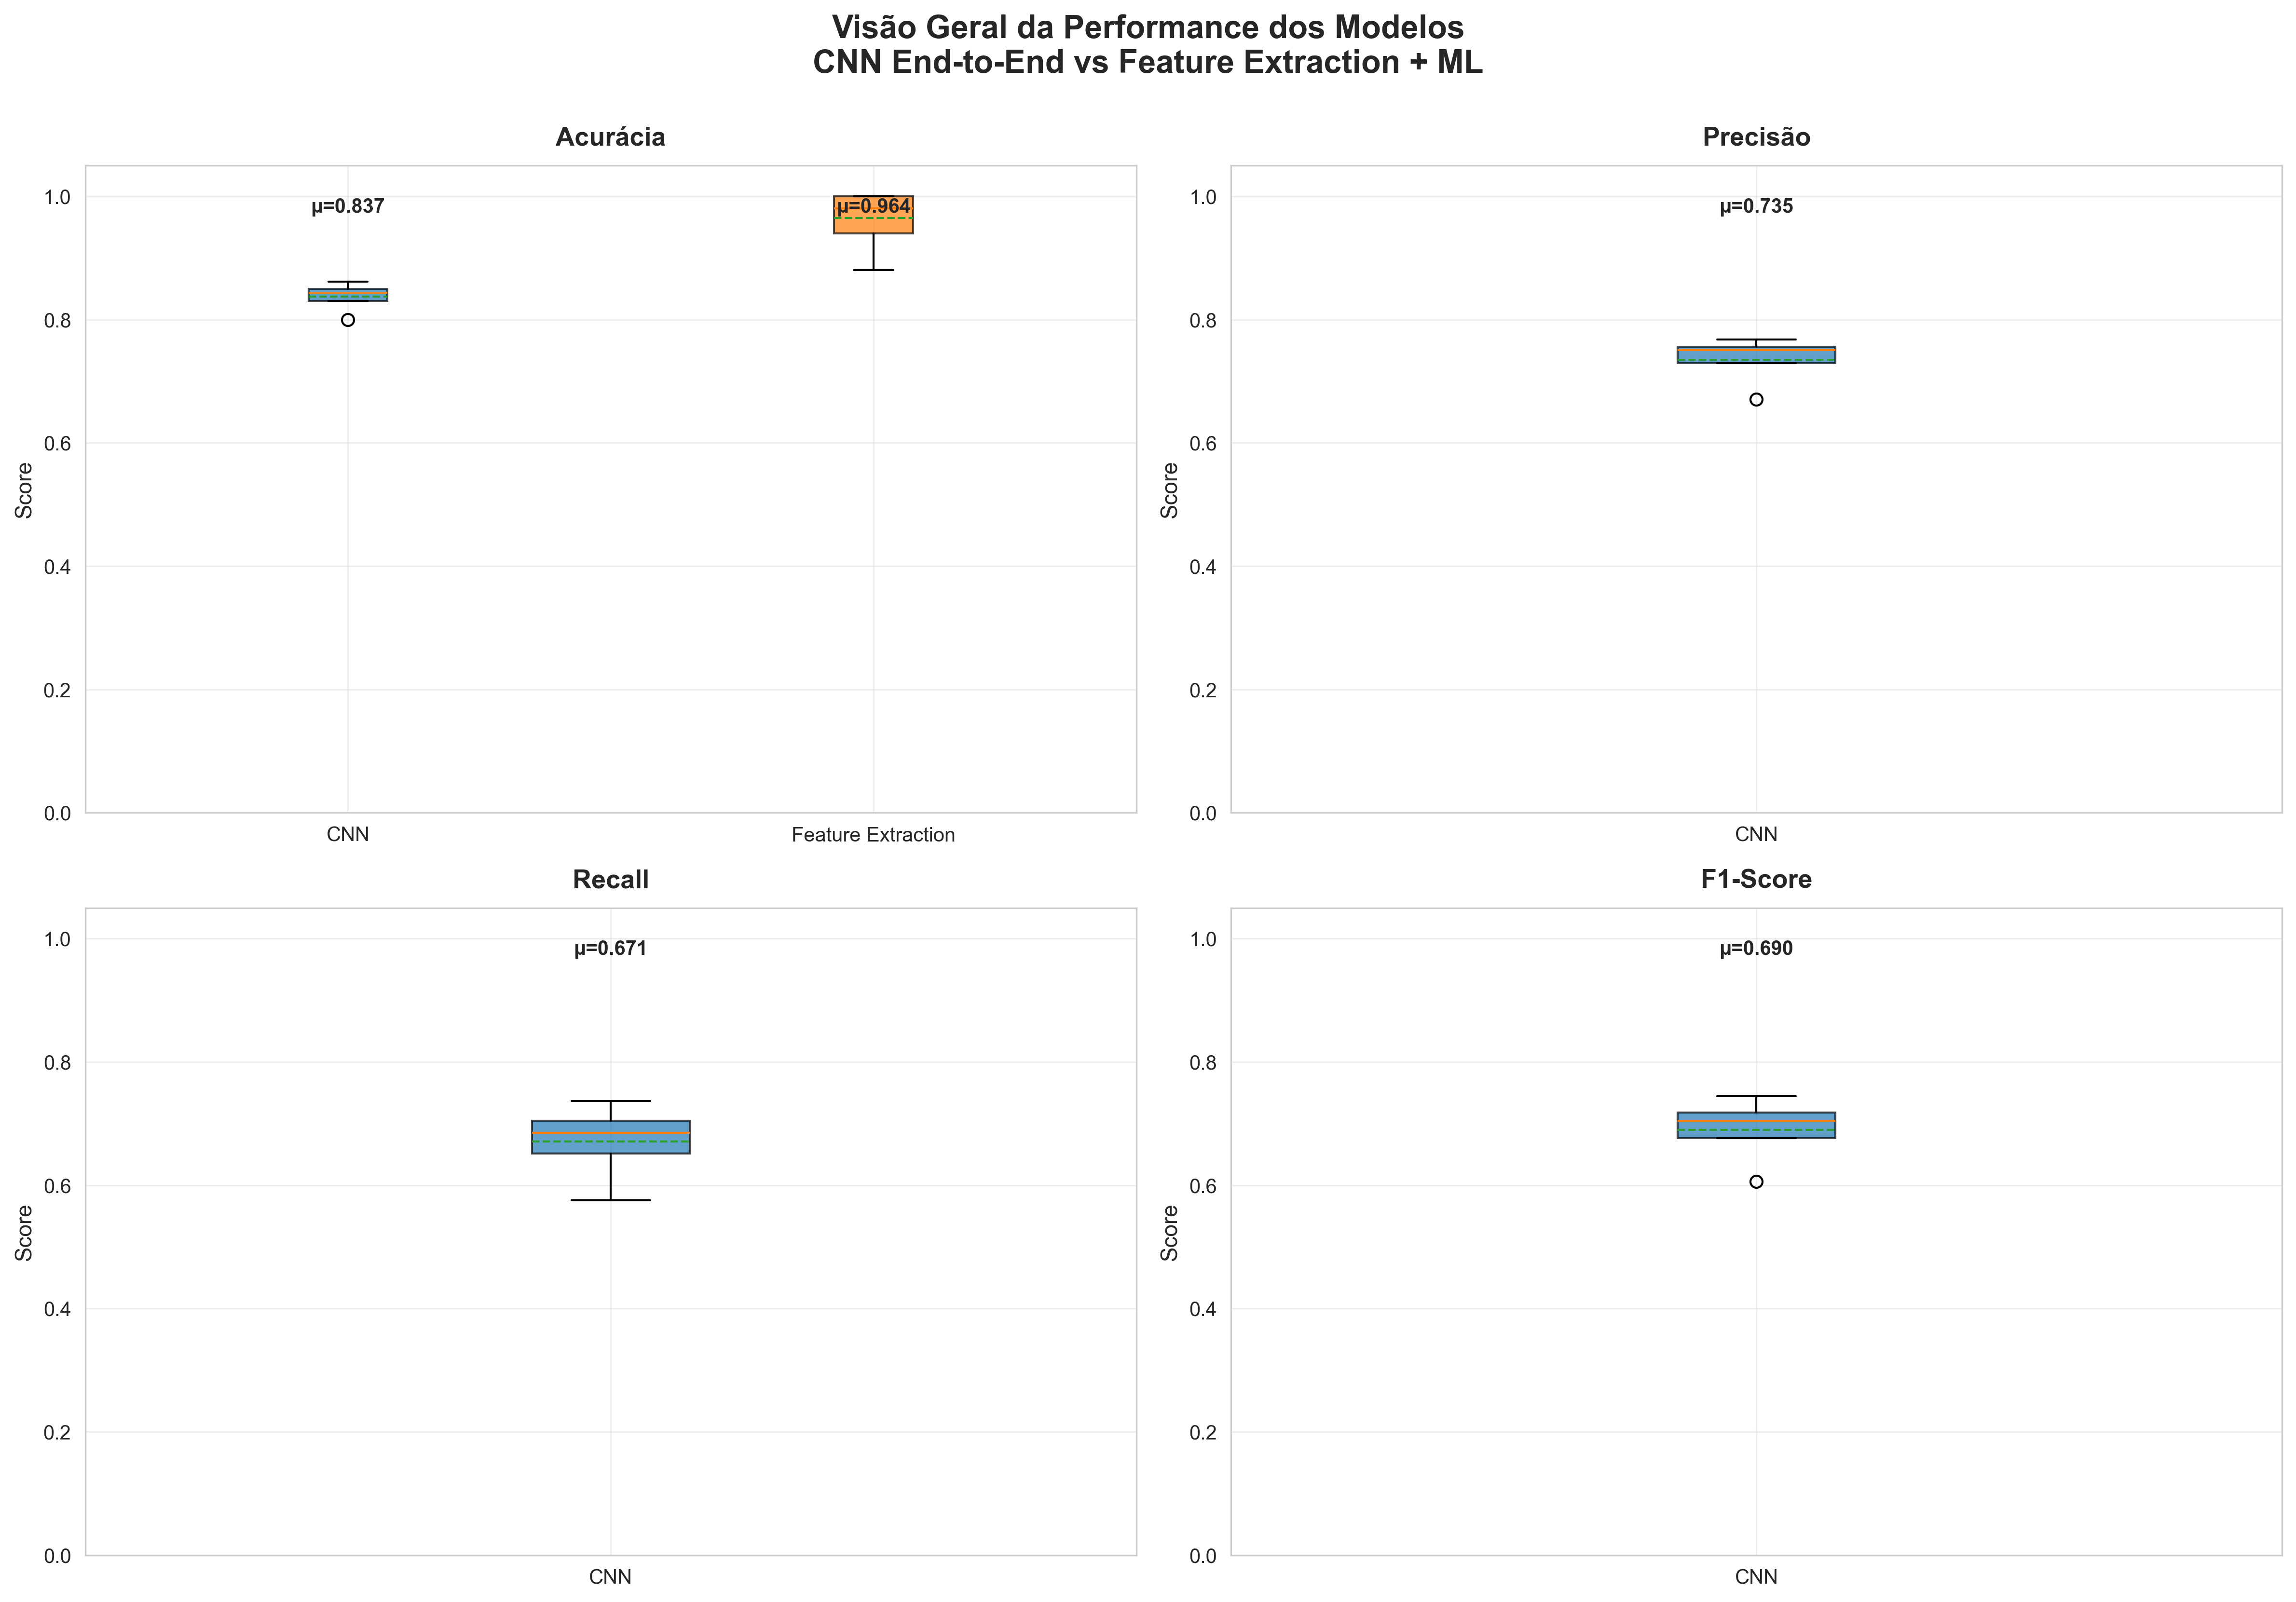 Visão Geral da Performance dos Modelos
CNN End-to-End vs Feature Extraction + ML
Acurácia
1.0
0.8
0.6
0.4
0.2
0.0
Score
μ=0.837
μ=0.964
CNN
Feature Extraction
Precisão
1.0
0.8
0.6
0.4
0.2
0.0
Score
μ=0.735
CNN
Recall
1.0
0.8
0.6
0.4
0.2
0.0
Score
μ=0.671
CNN
F1-Score
1.0
0.8
0.6
0.4
0.2
0.0
Score
μ=0.690
CNN